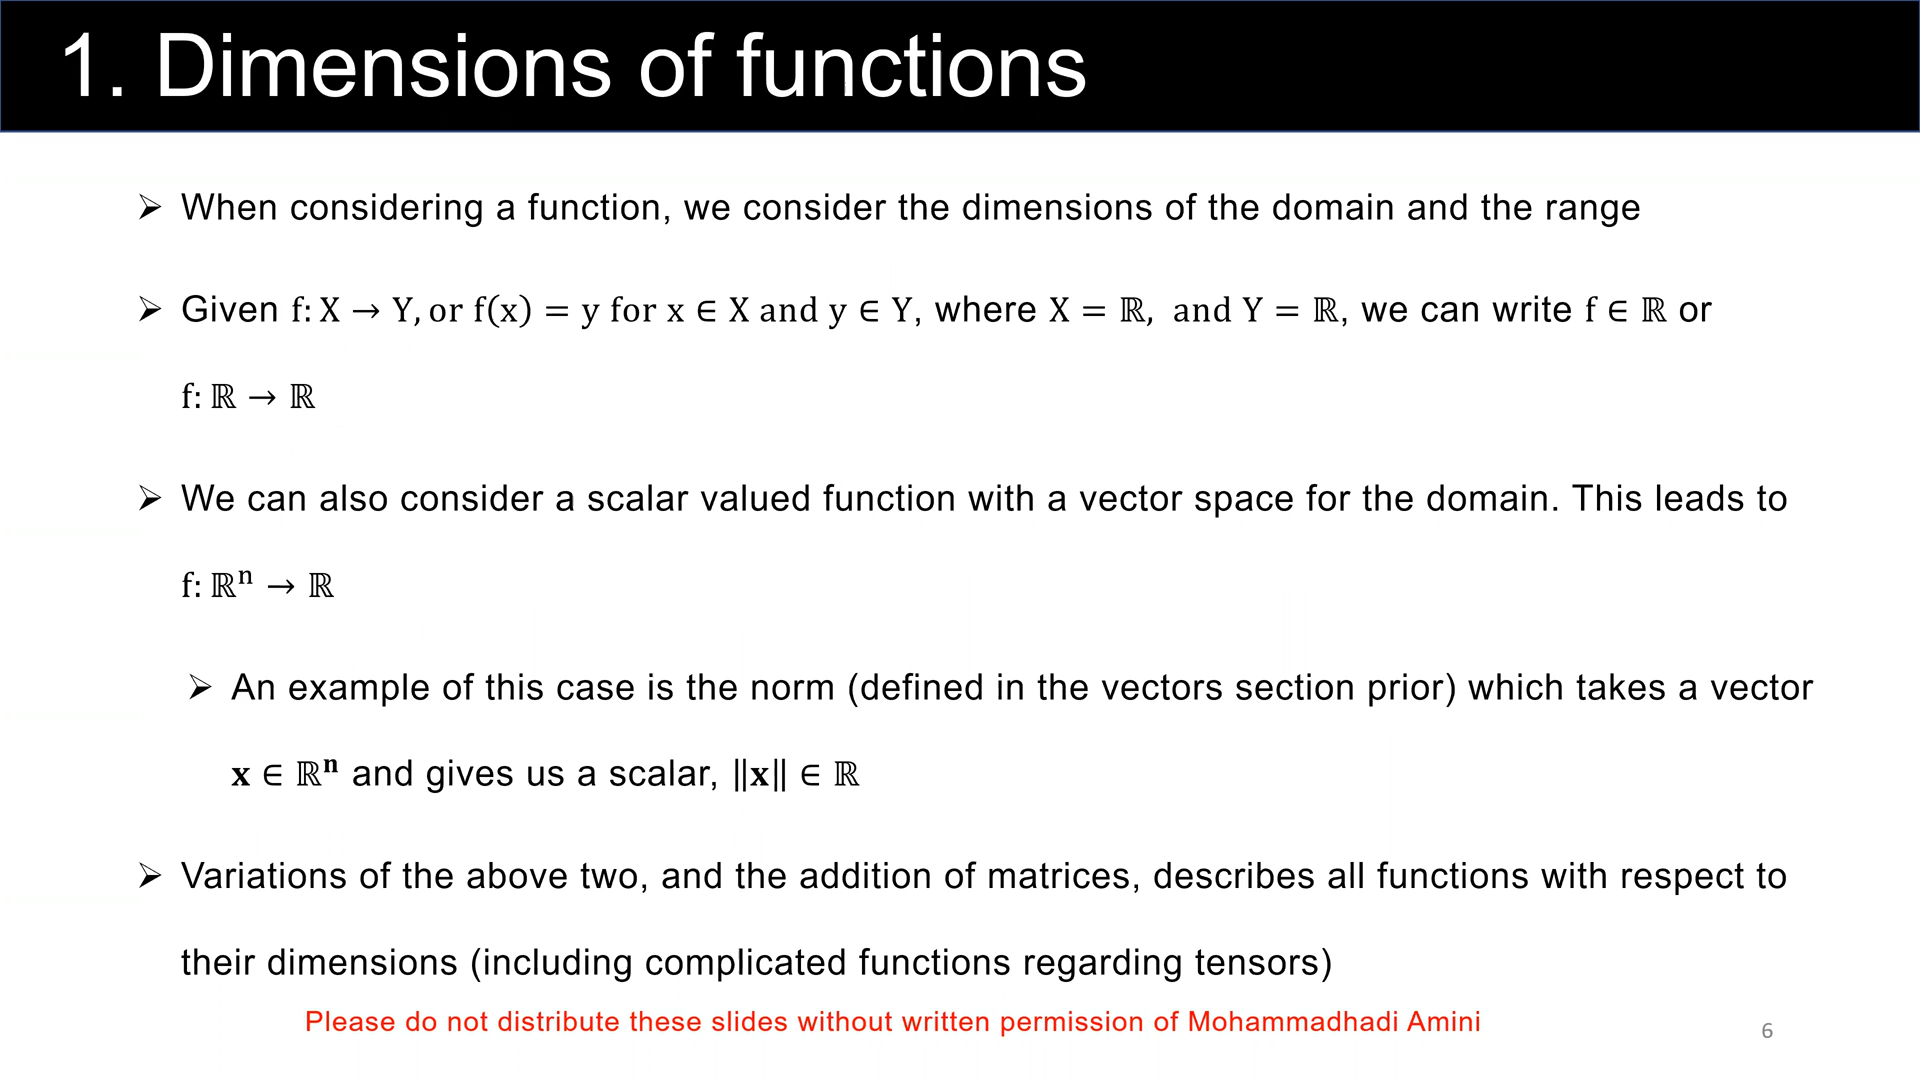 1. Dimensions of functions
➢ When considering a function, we consider the dimensions of the domain and the range
➢ Given f: X → Y, or f(x) = y for x ∈ X and y ∈ Y, where X = ℝ, and Y = ℝ, we can write f ∈ ℝ or
f: ℝ → ℝ
➢ We can also consider a scalar valued function with a vector space for the domain. This leads to
f: ℝⁿ → ℝ
➢ An example of this case is the norm (defined in the vectors section prior) which takes a vector
𝐱 ∈ ℝⁿ and gives us a scalar, ‖𝐱‖ ∈ ℝ
➢ Variations of the above two, and the addition of matrices, describes all functions with respect to
their dimensions (including complicated functions regarding tensors)
Please do not distribute these slides without written permission of Mohammadhadi Amini
6